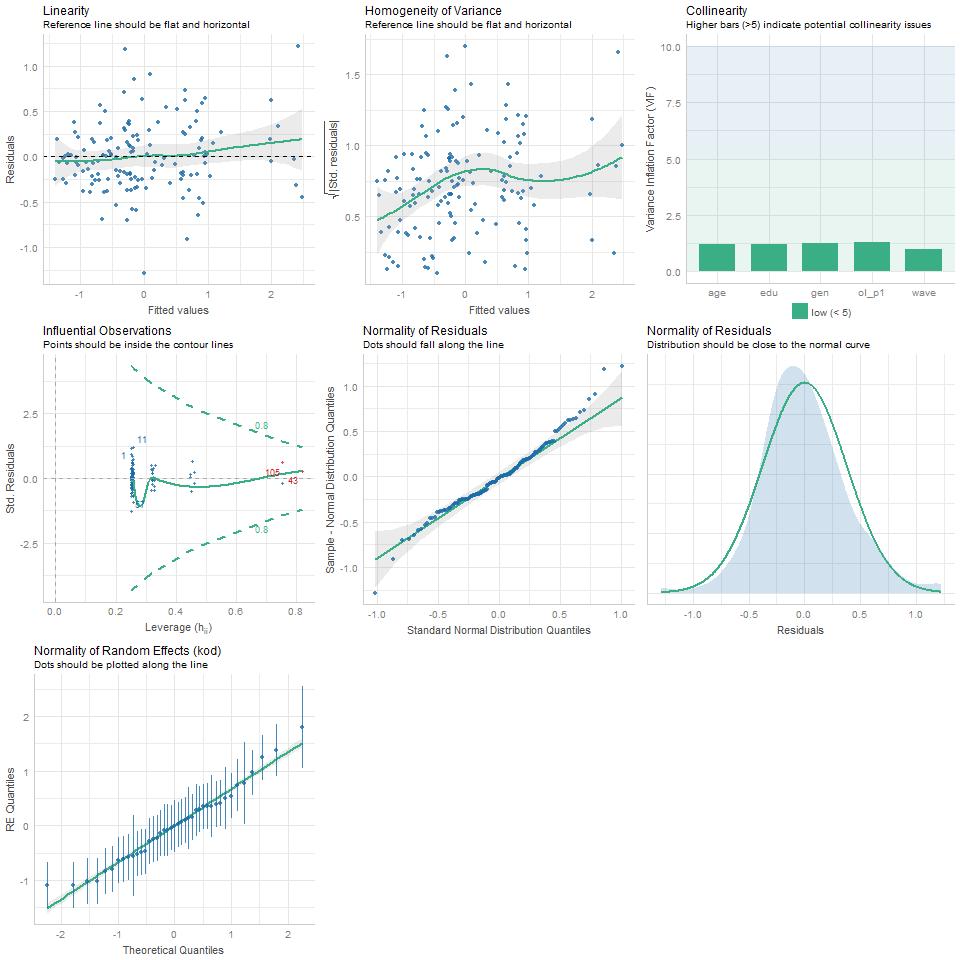 Linearity
Reference line should be flat and horizontal
Residuals
1.0
0.5
0.0
-0.5
-1.0
-1
0
1
2
Fitted values
Homogeneity of Variance
Reference line should be flat and horizontal
√|Std. residuals|
1.5
1.0
0.5
-1
0
1
2
Fitted values
Collinearity
Higher bars (>5) indicate potential collinearity issues
Variance Inflation Factor (VIF)
10.0
7.5
5.0
2.5
0.0
age
edu
gen
ol_p1
wave
low (< 5)
Influential Observations
Points should be inside the contour lines
Std. Residuals
2.5
0.0
-2.5
0.8
11
1
105
43
0.8
0.0
0.2
0.4
0.6
0.8
Leverage (hii)
Normality of Residuals
Dots should fall along the line
Sample - Normal Distribution Quantiles
1.0
0.5
0.0
-0.5
-1.0
-1.0
-0.5
0.0
0.5
1.0
Standard Normal Distribution Quantiles
Normality of Residuals
Distribution should be close to the normal curve
-1.0
-0.5
0.0
0.5
1.0
Residuals
Normality of Random Effects (kod)
Dots should be plotted along the line
RE Quantiles
2
1
0
-1
-2
-1
0
1
2
Theoretical Quantiles